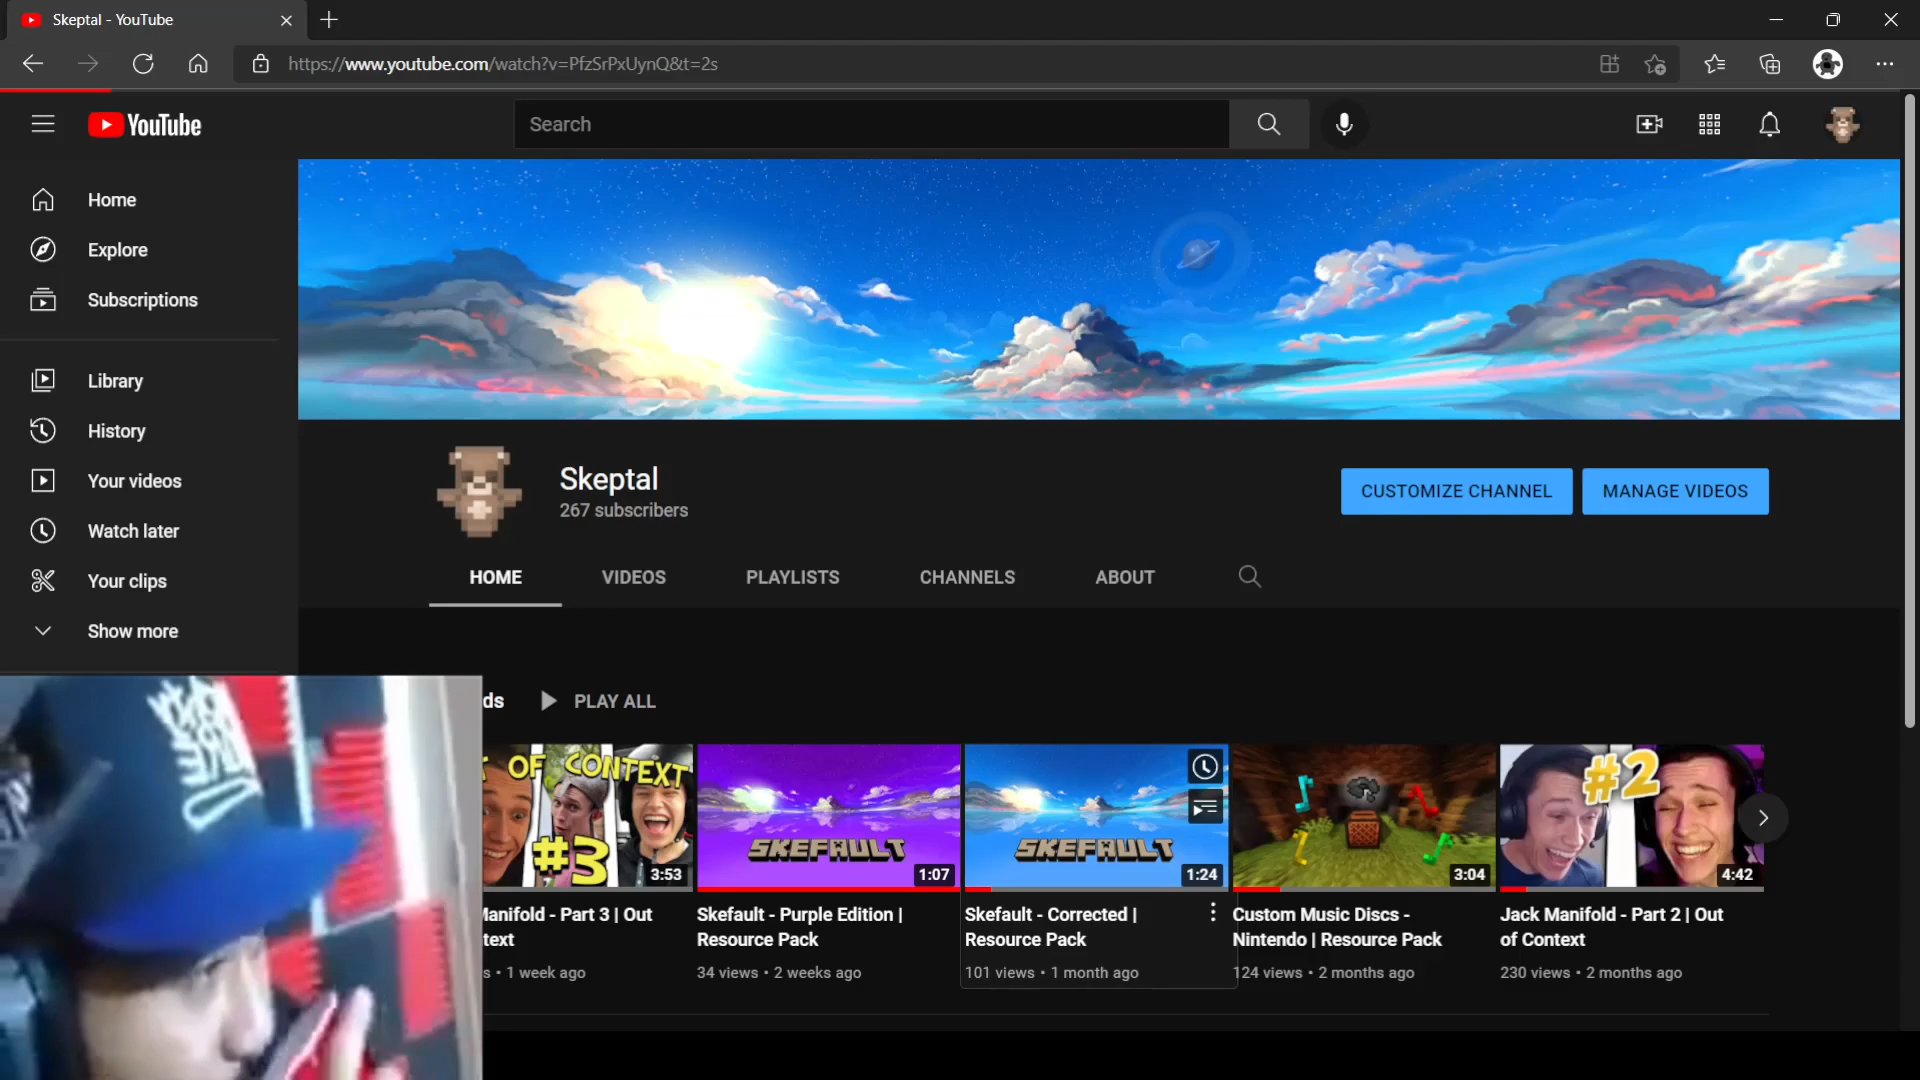 Skeptal - YouTube
https://www.youtube.com/watch?v=PfzSrPxUynQ&t=2s
YouTube
Search
Home
Explore
Subscriptions
Library
History
Your videos
Watch later
Your clips
Show more
Skeptal
267 subscribers
CUSTOMIZE CHANNEL
MANAGE VIDEOS
HOME
VIDEOS
PLAYLISTS
CHANNELS
ABOUT
ds
PLAY ALL
OF CONTEXT
#3
3:53
SKEFAULT
1:07
SKEFAULT
1:24
3:04
#2
4:42
Manifold - Part 3 | Out
text
s • 1 week ago
Skefault - Purple Edition |
Resource Pack
34 views • 2 weeks ago
Skefault - Corrected |
Resource Pack
101 views • 1 month ago
Custom Music Discs -
Nintendo | Resource Pack
124 views • 2 months ago
Jack Manifold - Part 2 | Out
of Context
230 views • 2 months ago